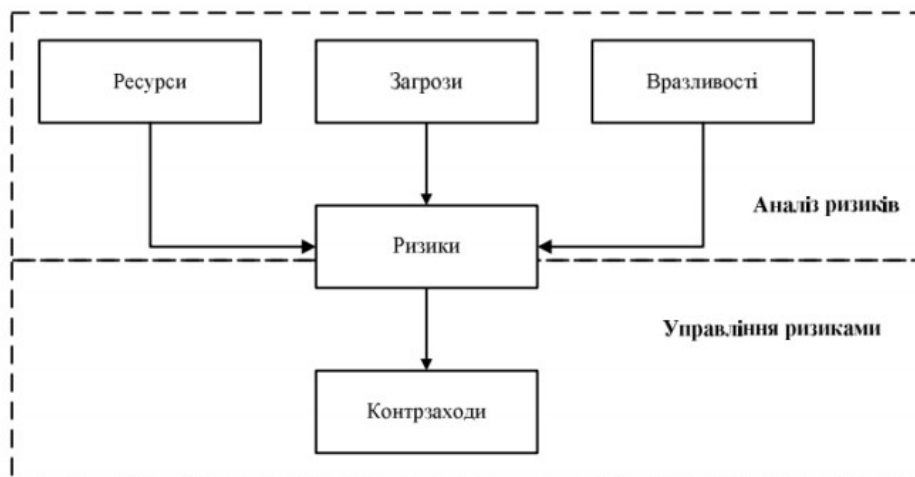 Ресурси
Загрози
Вразливості
Аналіз ризиків
Ризики
Управління ризиками
Контрзаходи